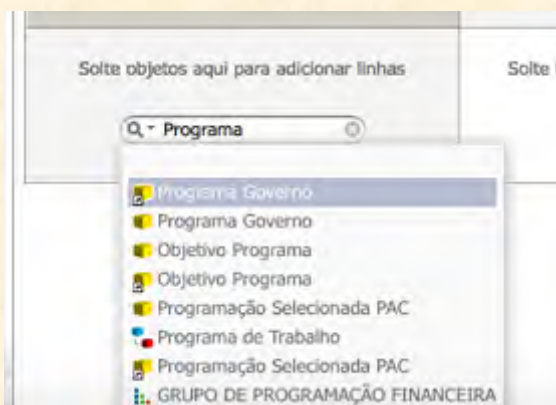 Solte objetos aqui para adicionar linhas
Solte
Programa
Programa Governo
Programa Governo
Objetivo Programa
Objetivo Programa
Programação Selecionada PAC
Programa de Trabalho
Programação Selecionada PAC
GRUPO DE PROGRAMAÇÃO FINANCEIRA